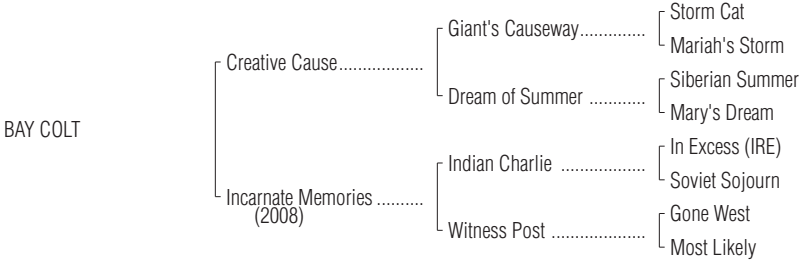 Storm Cat
Giant's Causeway..............
Mariah's Storm
Creative Cause..................
Siberian Summer
Dream of Summer ............
Mary's Dream
BAY COLT
In Excess (IRE)
Indian Charlie ..................
Soviet Sojourn
Incarnate Memories ..........
(2008)
Gone West
Witness Post ....................
Most Likely